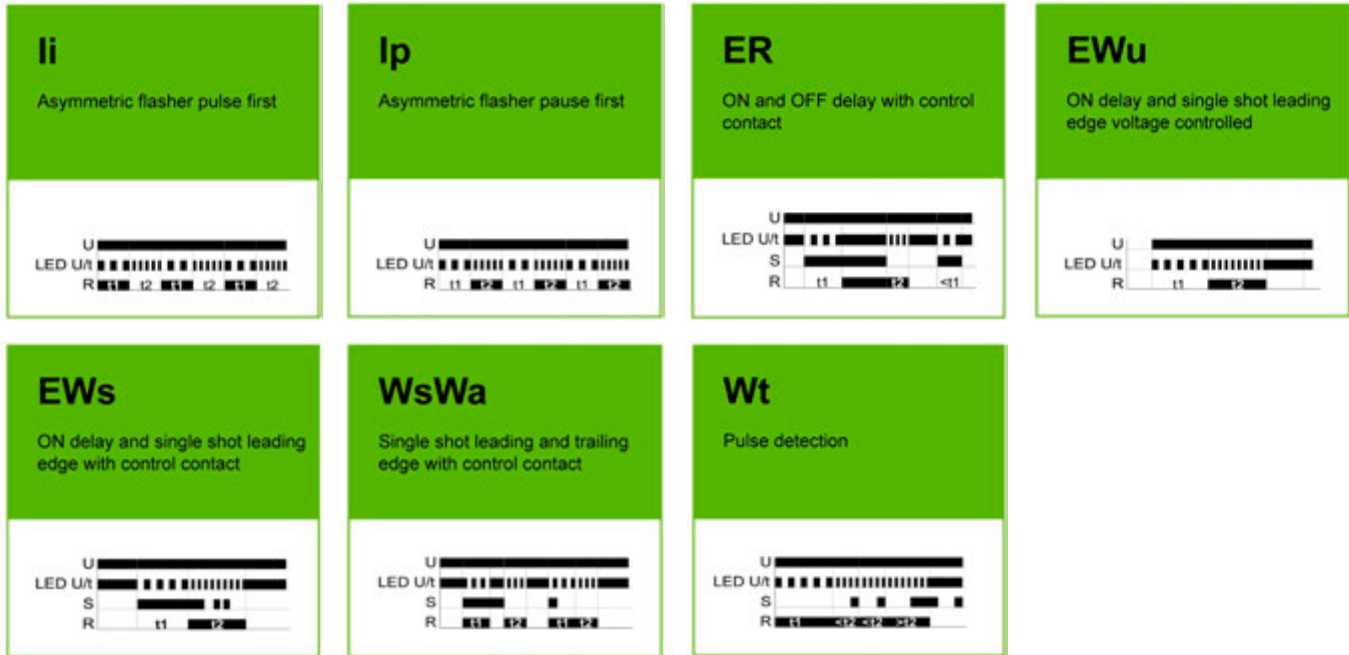 Ii
Asymmetric flasher pulse first
U
LED U/t
R t1 t2 t1 t2 t1 t2
Ip
Asymmetric flasher pause first
U
LED U/t
R t1 t2 t1 t2 t1 t2
ER
ON and OFF delay with control
contact
U
LED U/t
S
R t1 t2 <t1
EWu
ON delay and single shot leading
edge voltage controlled
U
LED U/t
R t1 t2
EWs
ON delay and single shot leading
edge with control contact
U
LED U/t
S
R t1 t2
WsWa
Single shot leading and trailing
edge with control contact
U
LED U/t
S
R t1 t2 t1 t2
Wt
Pulse detection
U
LED U/t
S
R t1 <t2 <t2 >t2